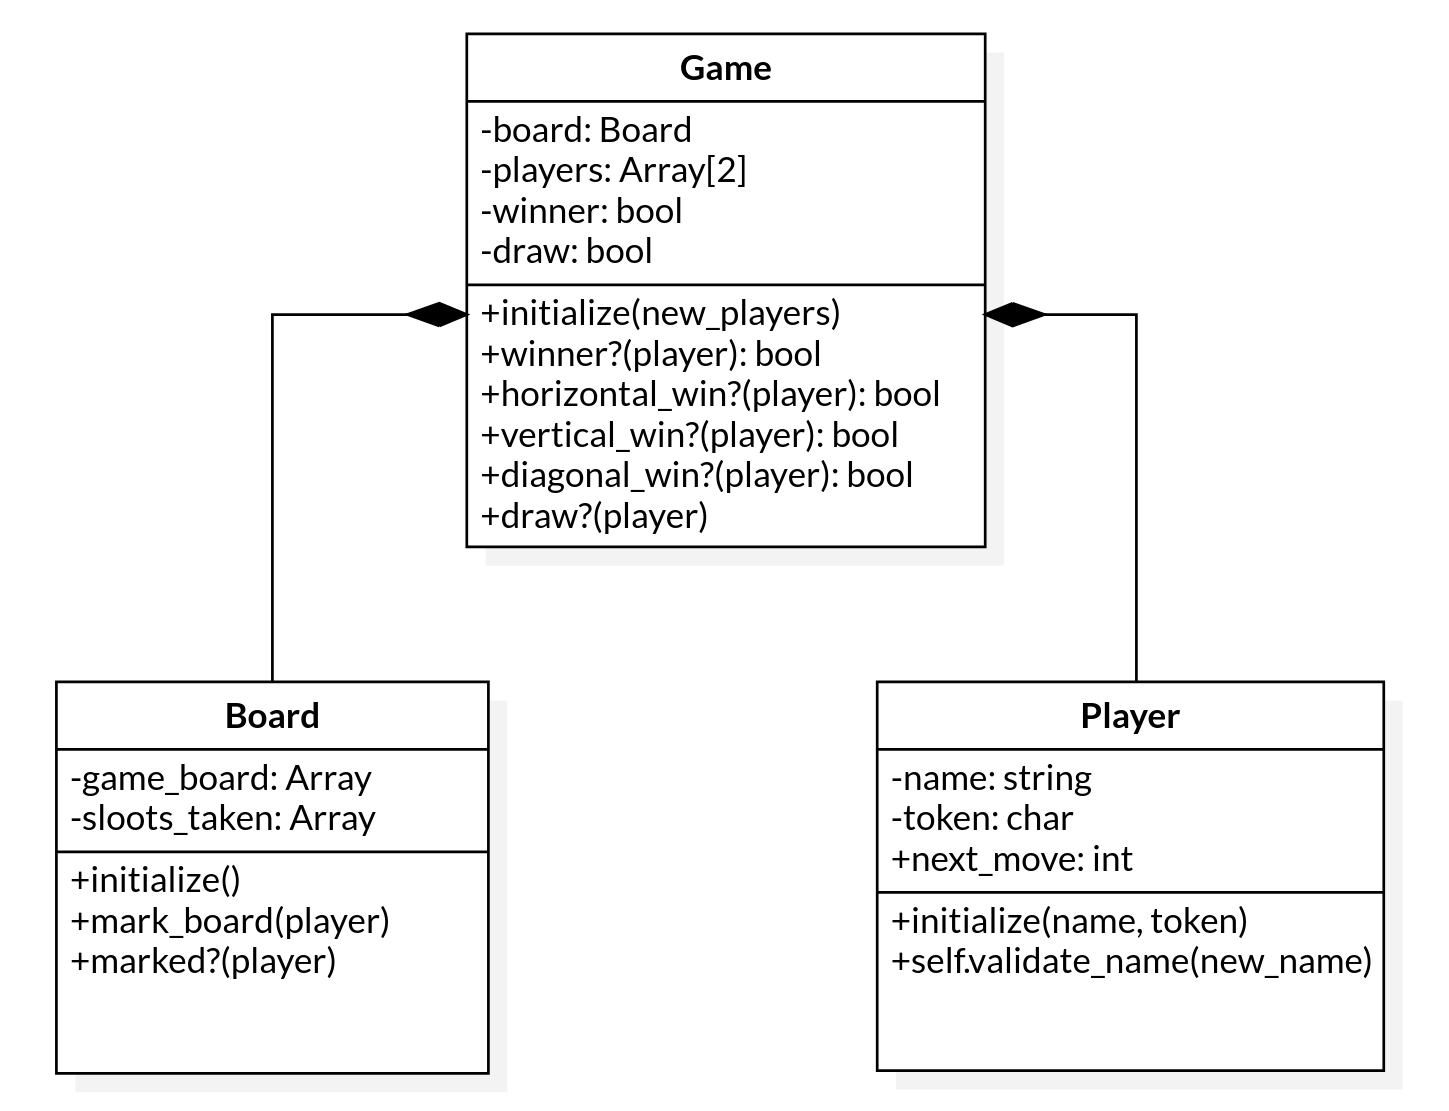 Game
-board: Board
-players: Array[2]
-winner: bool
-draw: bool
+initialize(new_players)
+winner?(player): bool
+horizontal_win?(player): bool
+vertical_win?(player): bool
+diagonal_win?(player): bool
+draw?(player)
Board
-game_board: Array
-sloots_taken: Array
+initialize()
+mark_board(player)
+marked?(player)
Player
-name: string
-token: char
+next_move: int
+initialize(name, token)
+self.validate_name(new_name)